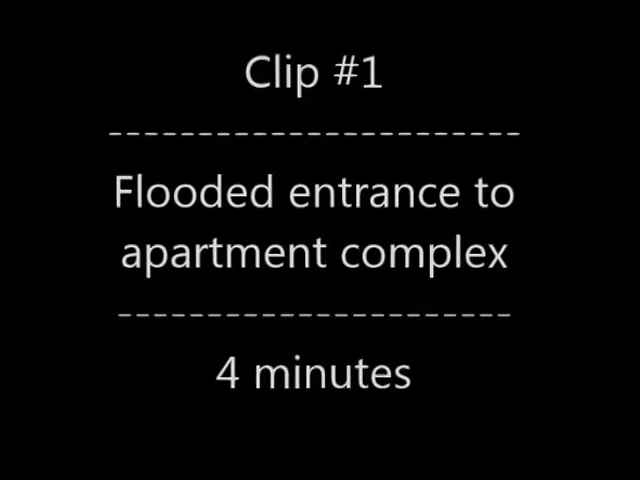 Clip #1
-----------------------
Flooded entrance to
apartment complex
----------------------
4 minutes